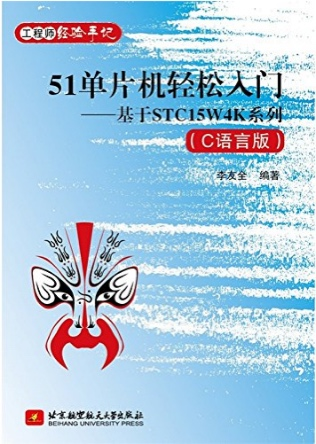 工程师经验手记
51单片机轻松入门
——基于STC15W4K系列
(C语言版)
李友全 编著
北京航空航天大学出版社
BEIHANG UNIVERSITY PRESS